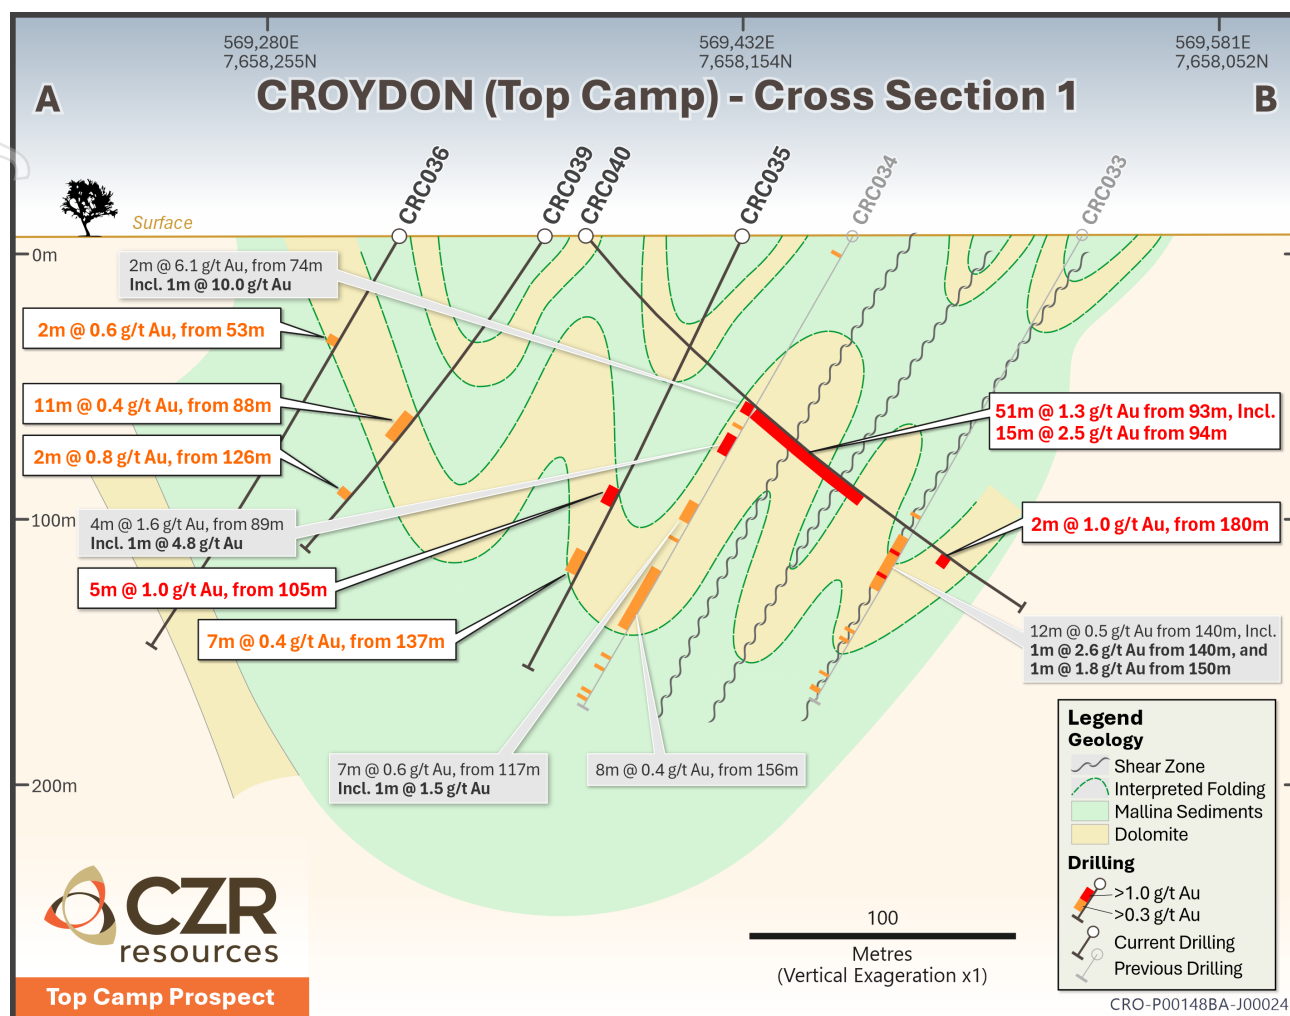 569,280E
7,658,255N
569,432E
7,658,154N
569,581E
7,658,052N
A
CROYDON (Top Camp) - Cross Section 1
B
CRC036
CRC039
CRC040
CRC035
CRC034
CRC033
Surface
0m
2m @ 6.1 g/t Au, from 74m
Incl. 1m @ 10.0 g/t Au
2m @ 0.6 g/t Au, from 53m
11m @ 0.4 g/t Au, from 88m
51m @ 1.3 g/t Au from 93m, Incl.
15m @ 2.5 g/t Au from 94m
2m @ 0.8 g/t Au, from 126m
100m
4m @ 1.6 g/t Au, from 89m
Incl. 1m @ 4.8 g/t Au
2m @ 1.0 g/t Au, from 180m
5m @ 1.0 g/t Au, from 105m
7m @ 0.4 g/t Au, from 137m
12m @ 0.5 g/t Au from 140m, Incl.
1m @ 2.6 g/t Au from 140m, and
1m @ 1.8 g/t Au from 150m
7m @ 0.6 g/t Au, from 117m
Incl. 1m @ 1.5 g/t Au
8m @ 0.4 g/t Au, from 156m
200m
Legend
Geology
Shear Zone
Interpreted Folding
Mallina Sediments
Dolomite
Drilling
>1.0 g/t Au
>0.3 g/t Au
Current Drilling
Previous Drilling
CZR
resources
Top Camp Prospect
100
Metres
(Vertical Exageration x1)
CRO-P00148BA-J00024